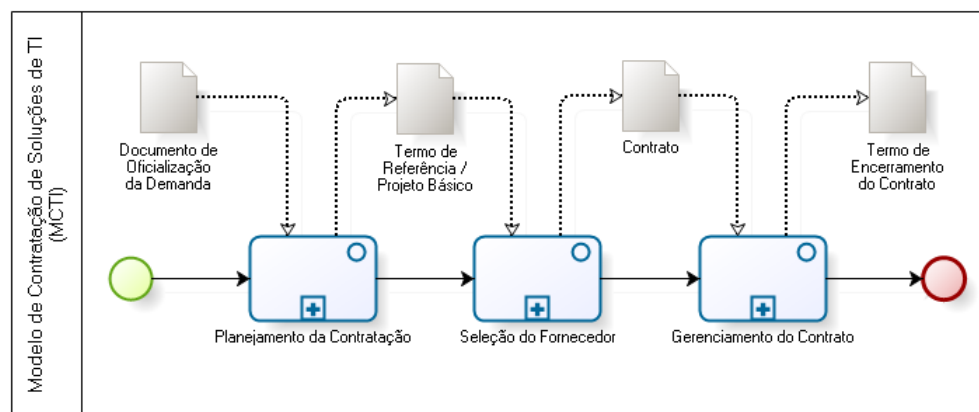 Modelo de Contratação de Soluções de TI
(MCTI)
Documento de
Oficialização
da Demanda
Termo de
Referência /
Projeto Básico
Contrato
Termo de
Encerramento
do Contrato
Planejamento da Contratação
Seleção do Fornecedor
Gerenciamento do Contrato